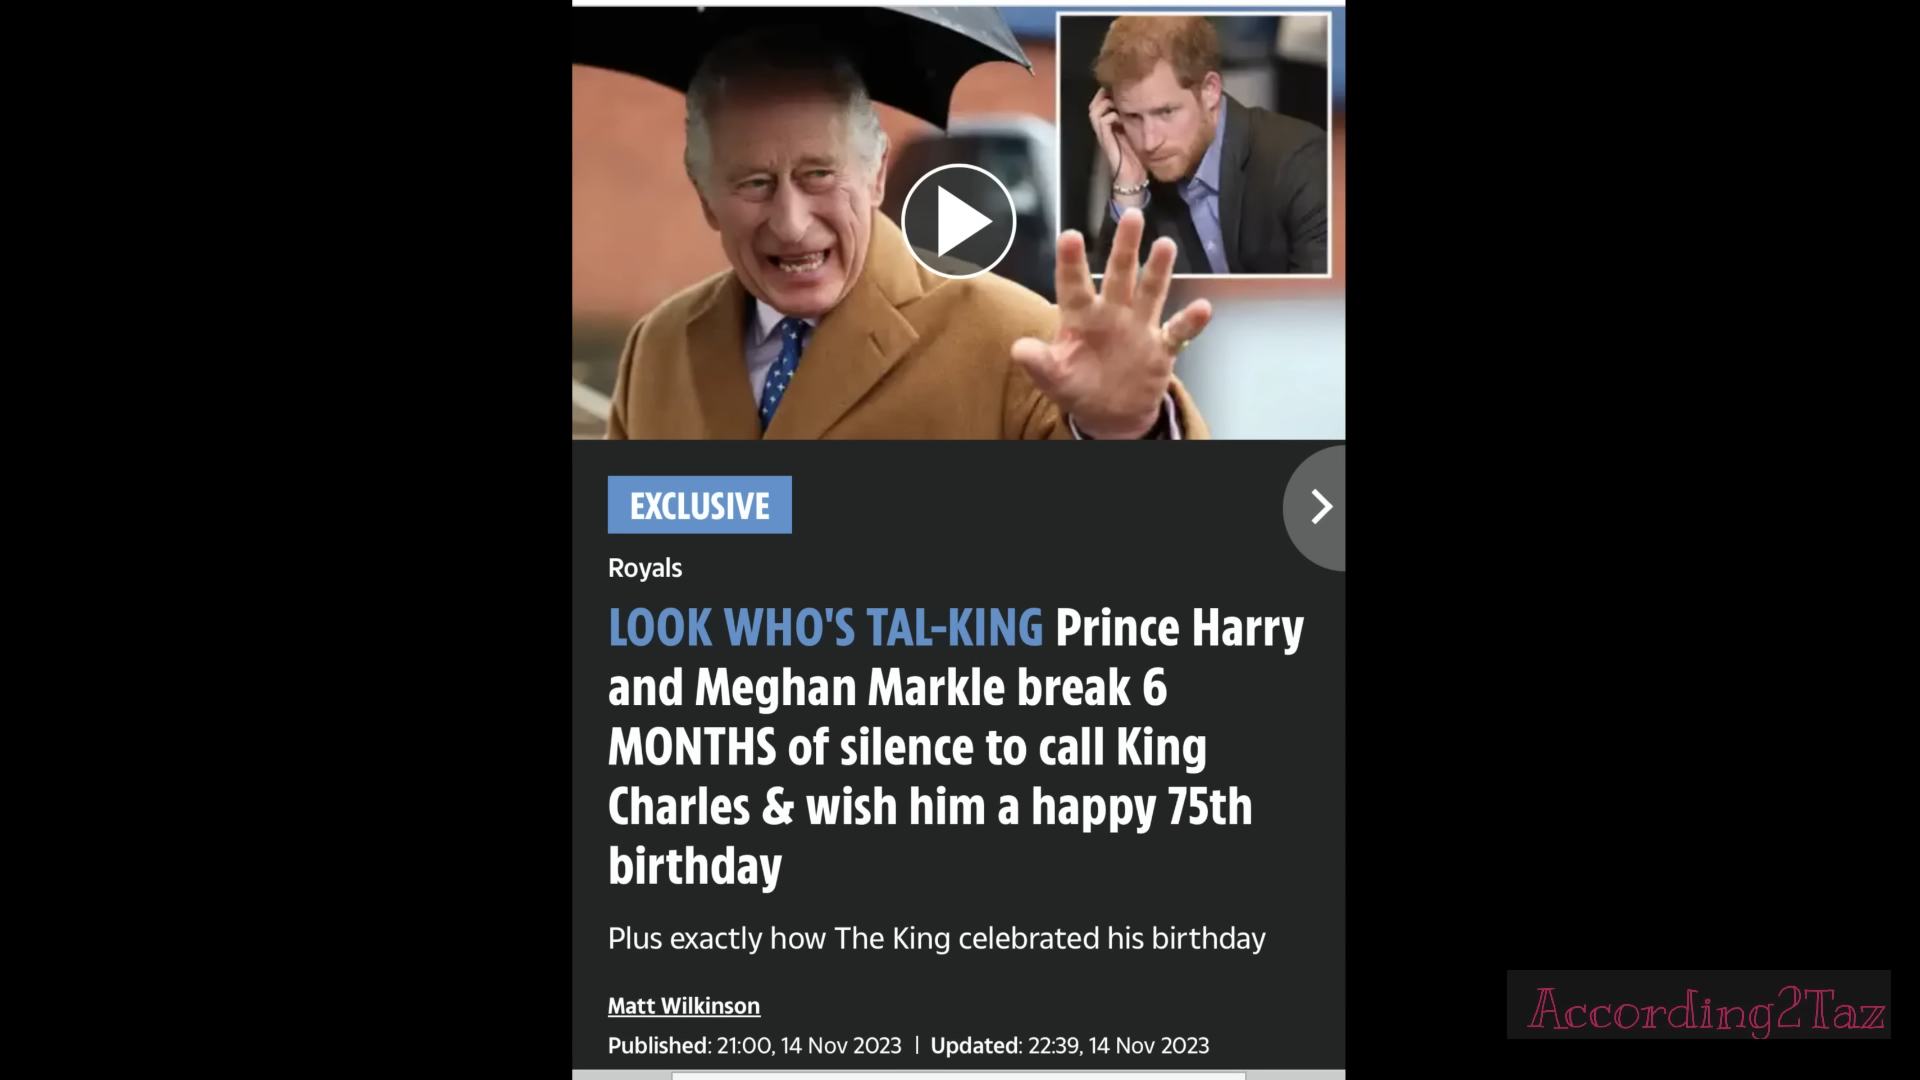 EXCLUSIVE
Royals
LOOK WHO'S TAL-KING Prince Harry
and Meghan Markle break 6
MONTHS of silence to call King
Charles & wish him a happy 75th
birthday
Plus exactly how The King celebrated his birthday
Matt Wilkinson
Published: 21:00, 14 Nov 2023 | Updated: 22:39, 14 Nov 2023
According2Taz